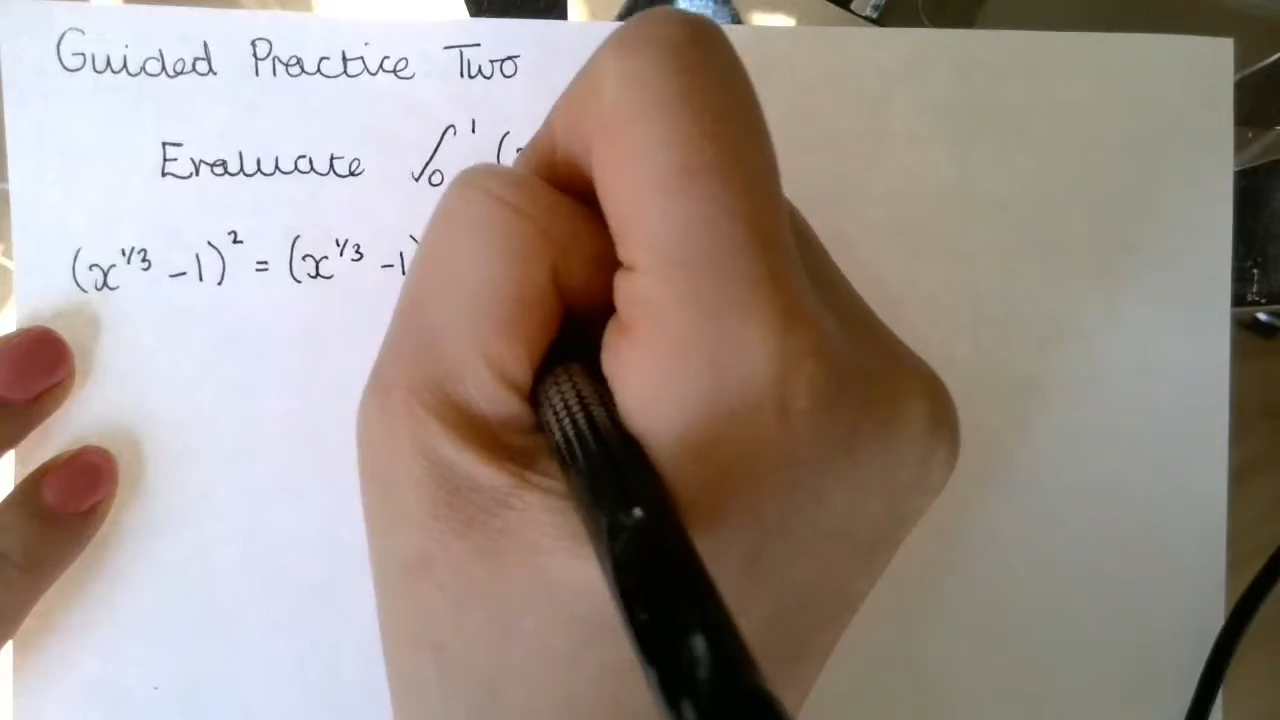 Guided Practice Two
Evaluate ∫₀¹ (
(x^1/3 -1)² = (x^1/3 -1